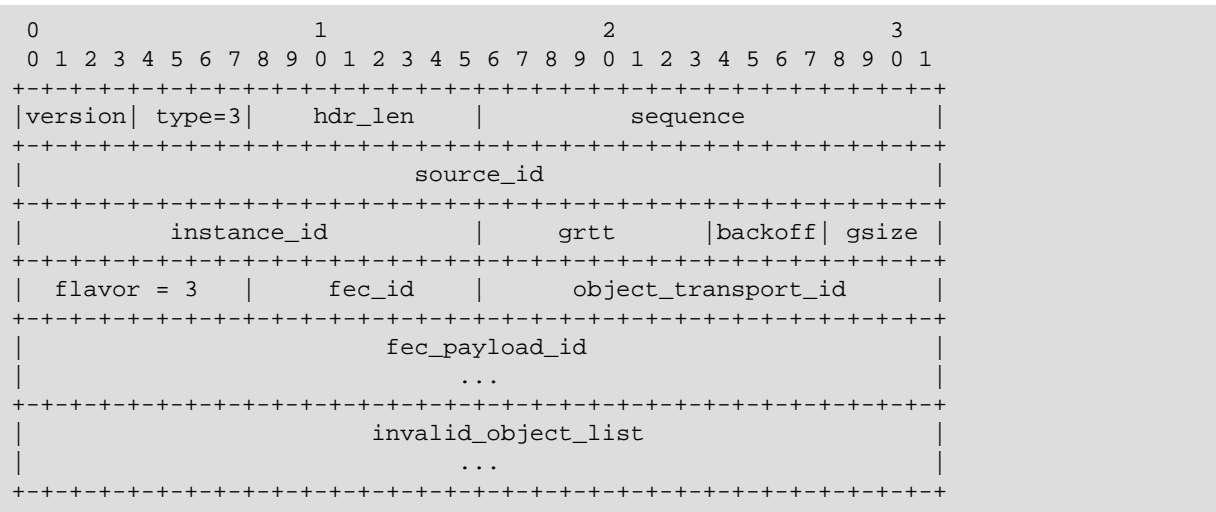 0                   1                   2                   3
 0 1 2 3 4 5 6 7 8 9 0 1 2 3 4 5 6 7 8 9 0 1 2 3 4 5 6 7 8 9 0 1
+-+-+-+-+-+-+-+-+-+-+-+-+-+-+-+-+-+-+-+-+-+-+-+-+-+-+-+-+-+-+-+-+
|version| type=3|    hdr_len    |          sequence             |
+-+-+-+-+-+-+-+-+-+-+-+-+-+-+-+-+-+-+-+-+-+-+-+-+-+-+-+-+-+-+-+-+
|                           source_id                           |
+-+-+-+-+-+-+-+-+-+-+-+-+-+-+-+-+-+-+-+-+-+-+-+-+-+-+-+-+-+-+-+-+
|          instance_id          |     grtt      |backoff| gsize |
+-+-+-+-+-+-+-+-+-+-+-+-+-+-+-+-+-+-+-+-+-+-+-+-+-+-+-+-+-+-+-+-+
|  flavor = 3   |     fec_id    |      object_transport_id      |
+-+-+-+-+-+-+-+-+-+-+-+-+-+-+-+-+-+-+-+-+-+-+-+-+-+-+-+-+-+-+-+-+
|                         fec_payload_id                        |
|                              ...                              |
+-+-+-+-+-+-+-+-+-+-+-+-+-+-+-+-+-+-+-+-+-+-+-+-+-+-+-+-+-+-+-+-+
|                        invalid_object_list                    |
|                              ...                              |
+-+-+-+-+-+-+-+-+-+-+-+-+-+-+-+-+-+-+-+-+-+-+-+-+-+-+-+-+-+-+-+-+